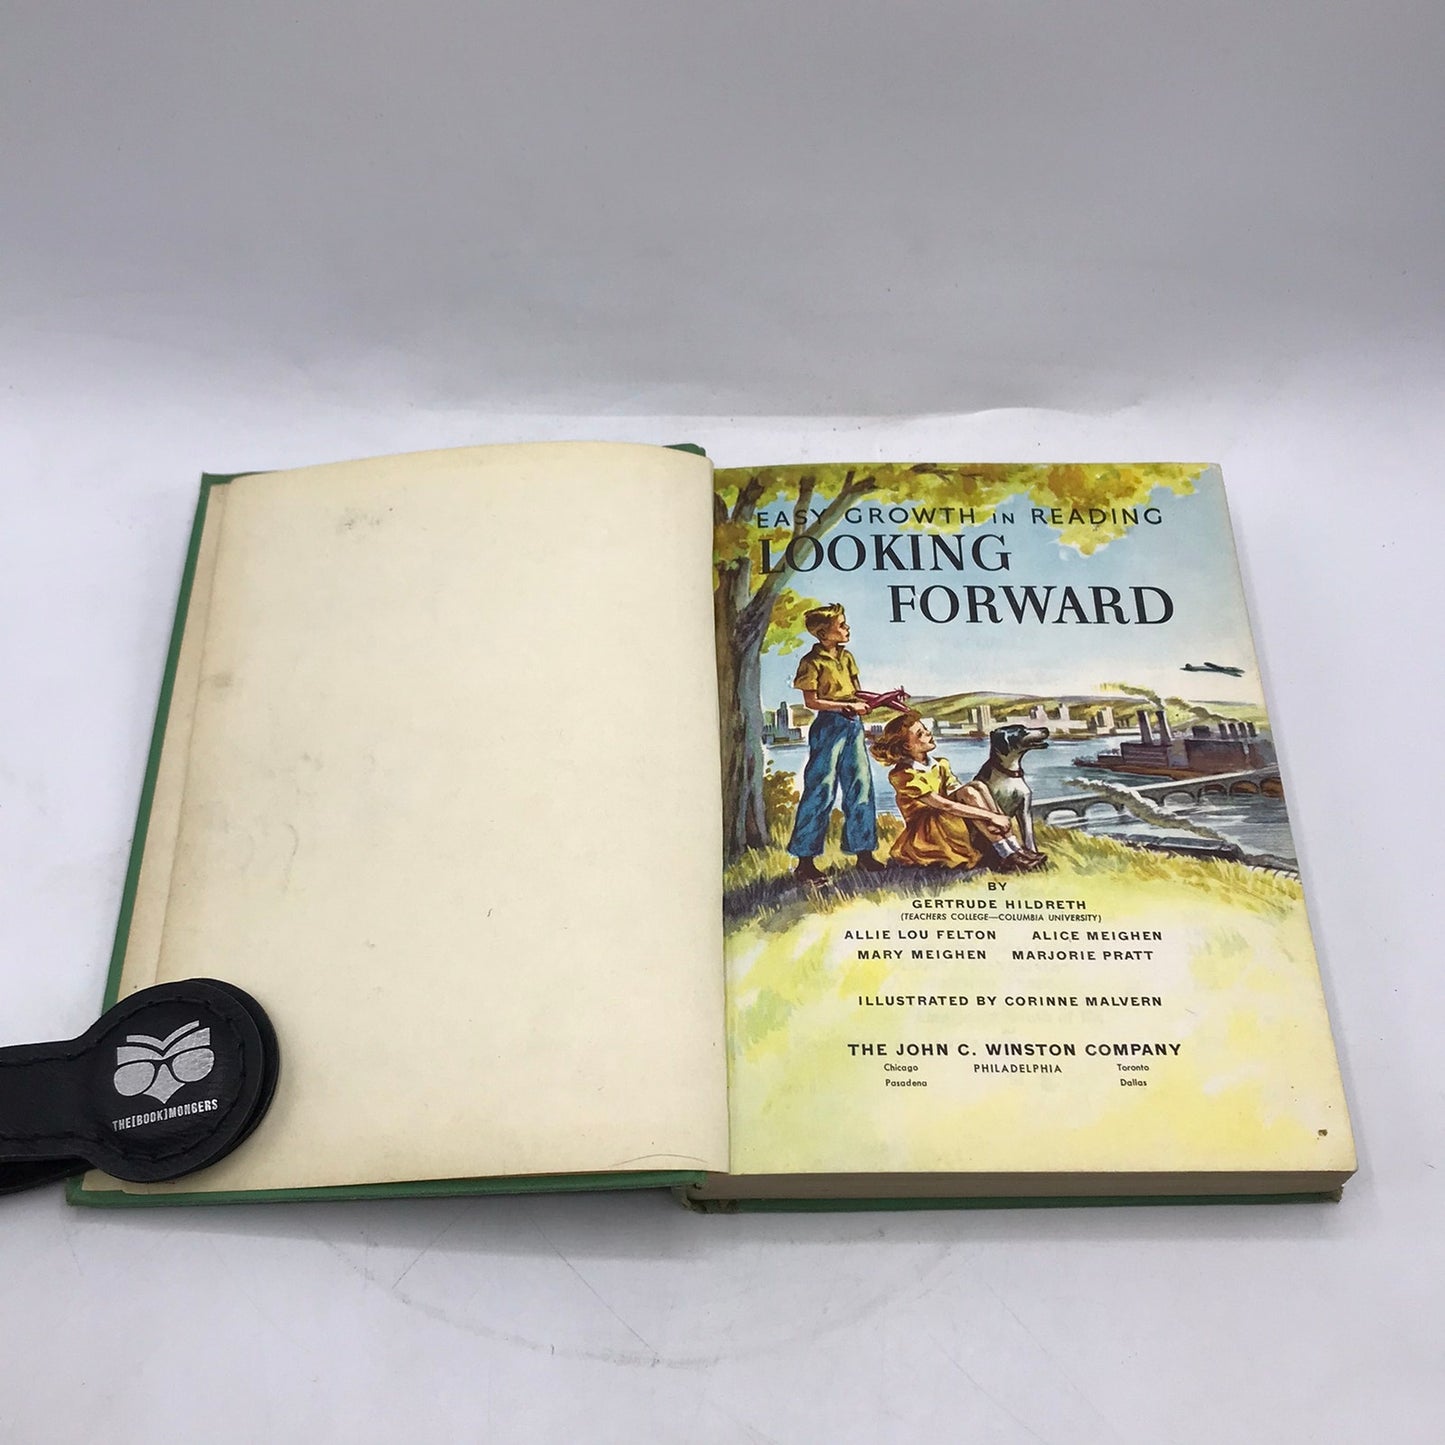 EASY GROWTH IN READING
LOOKING
FORWARD
BY
GERTRUDE HILDRETH
(TEACHERS COLLEGE—COLUMBIA UNIVERSITY)
ALLIE LOU FELTON ALICE MEIGHEN
MARY MEIGHEN MARJORIE PRATT
ILLUSTRATED BY CORINNE MALVERN
THE JOHN C. WINSTON COMPANY
Chicago PHILADELPHIA Toronto
Pasadena Dallas
THE[BOOK]MONGERS